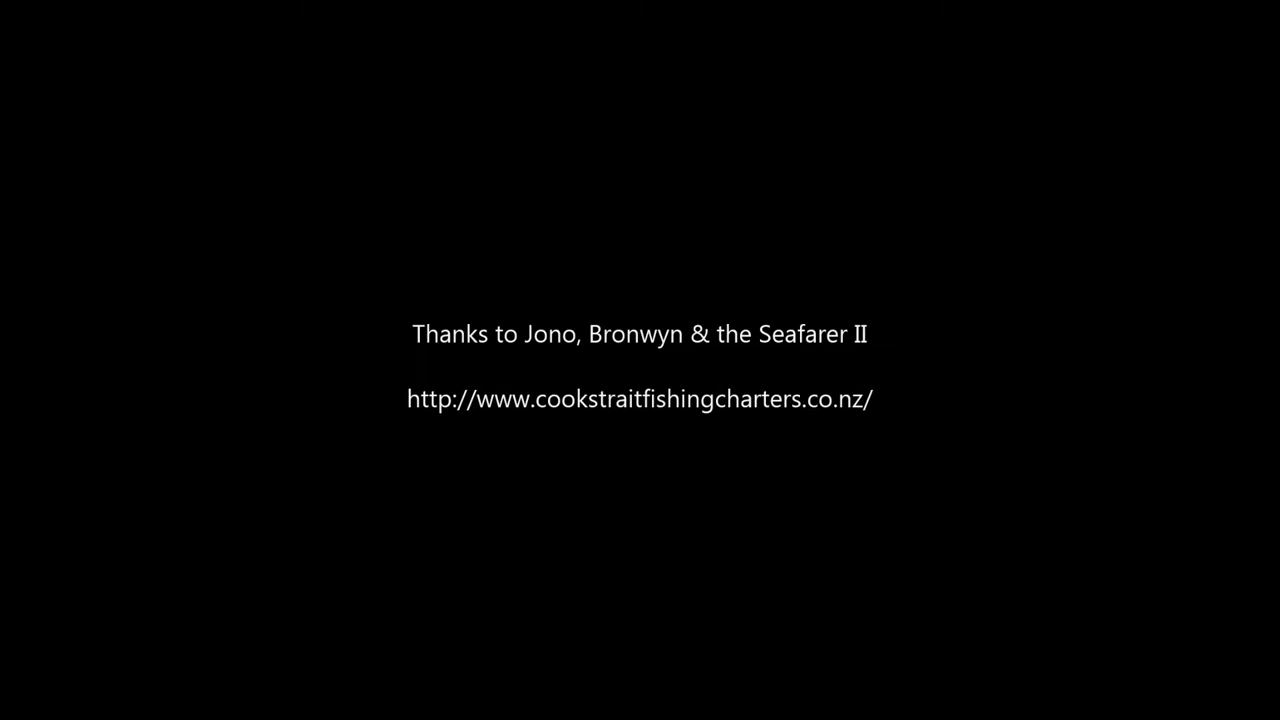 Thanks to Jono, Bronwyn & the Seafarer II
http://www.cookstraitfishingcharters.co.nz/